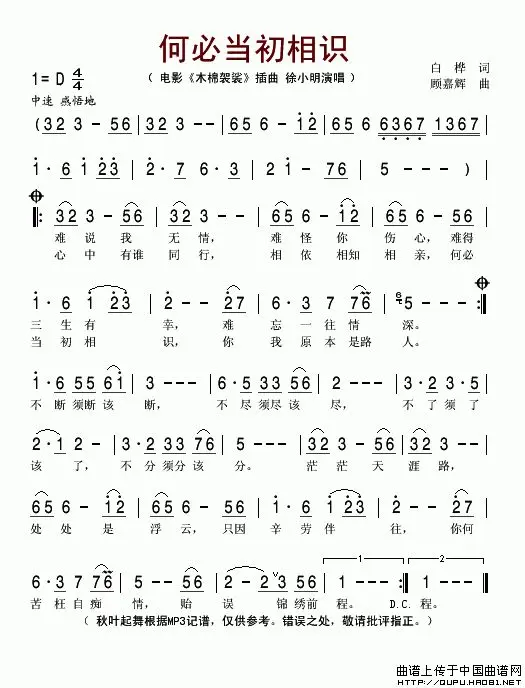 何必当初相识
1=D 4/4
( 电影《木棉袈裟》插曲 徐小明演唱 )
白 桦 词
中速 感悟地
顾嘉辉 曲
(32 3 - 56 | 32 3 - - | 65 65 6 - 12 | 65 6 6367 1367 |
1· 6 1 23 | 2· 7 6· 3 | 2 1 - 76 | 5 - - - ) |
32 3 - 56 | 32 3 - - | 65 65 6 - 12 | 65 6 - 56 |
难说 我 无 情， 难怪 你 伤 心，难得
心中 有谁 同 行， 相依 相知 相 亲，何必
1· 6 1 23 | 2 - - 27 | 6· 3 5 76 | 5 - - :||
三 生 有 幸， 难 忘 一 往 情 深。
当 初 相 识， 你 我 原 本 是路 人。
1·6 55 61 | 3 - - - | 6·5 33 56 | 2 - - - | 3·2 3·5 |
不断须断该 断， 不尽须尽该 尽， 不了须了
2·1 2 - | 3·2 33 76 | 5 - - - | 32 3 - 56 | 32 3 - - |
该 了， 不分须分该 分。 茫茫 天 涯路，
65 6 - 12 | 65 6 - 56 | 1· 6 1 23 | 2 - - 27 |
处处 是 浮云，只因 辛 劳 伴 往，你何
6· 3 7 76 | 5 - - 56 | 2 - 23 56 | 1 - - - :|| 1 - - - ||
苦 枉 自 痴 情， 贻 误 锦绣前 程。 D.C. 程。
( 秋叶起舞根据MP3记谱，仅供参考。错误之处，敬请批评指正。)
曲谱上传于中国曲谱网
HTTP://QUPU.HAO81.NET